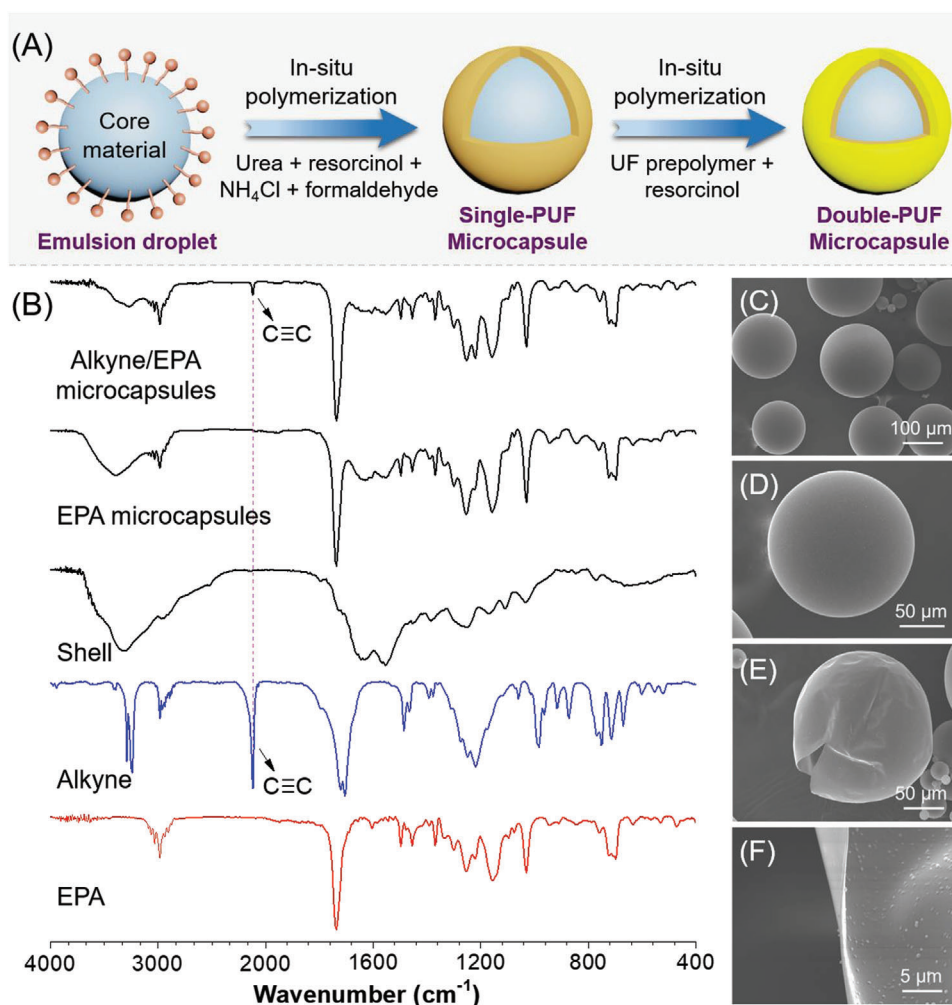 (A)
Core
material
Emulsion droplet
In-situ
polymerization
Urea + resorcinol +
NH₄Cl + formaldehyde
Single-PUF
Microcapsule
In-situ
polymerization
UF prepolymer +
resorcinol
Double-PUF
Microcapsule
(B)
C≡C
Alkyne/EPA
microcapsules
EPA microcapsules
Shell
Alkyne
C≡C
EPA
4000 3000 2000 1600 1200 800 400
Wavenumber (cm⁻¹)
(C)
100 µm
(D)
50 µm
(E)
50 µm
(F)
5 µm